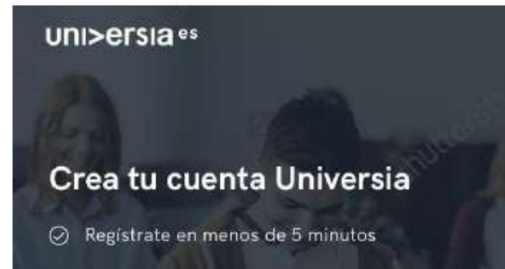 uni>ersia es
Crea tu cuenta Universia
Regístrate en menos de 5 minutos